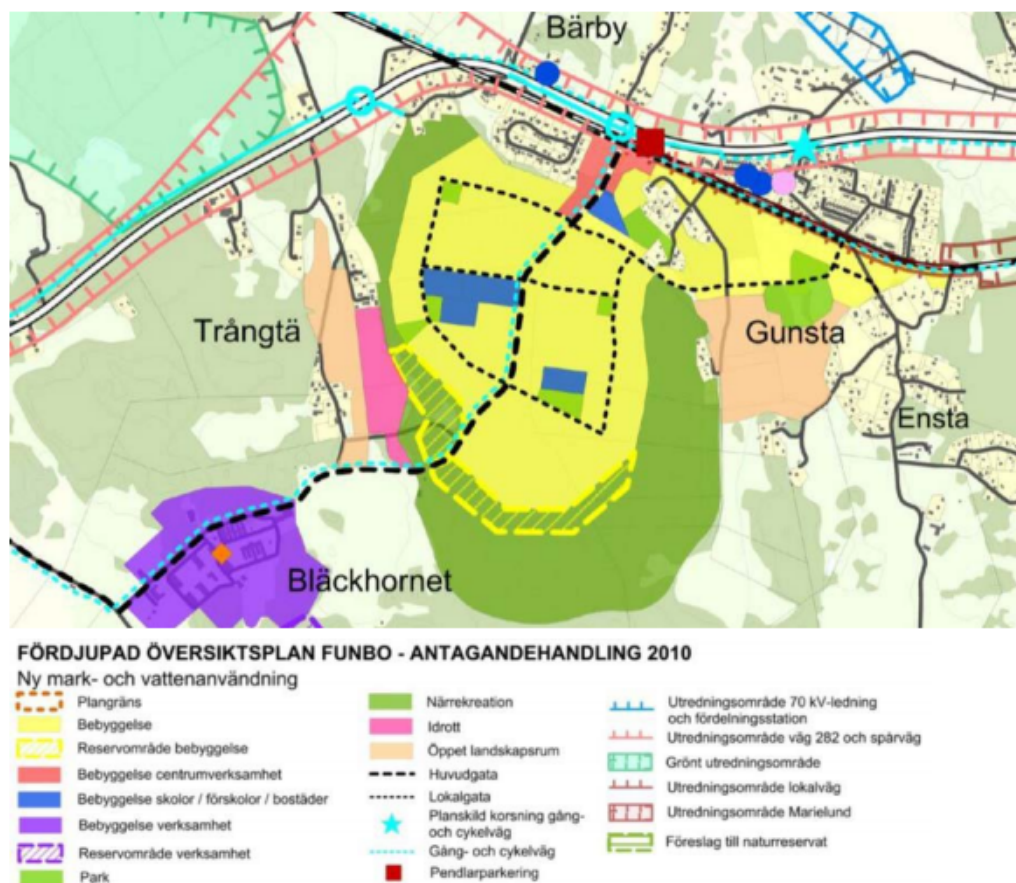 Bärby
Trångtä
Gunsta
Ensta
Bläckhornet
FÖRDJUPAD ÖVERSIKTSPLAN FUNBO - ANTAGANDEHANDLING 2010
Ny mark- och vattenanvändning
Plangräns
Bebyggelse
Reservområde bebyggelse
Bebyggelse centrumverksamhet
Bebyggelse skolor / förskolor / bostäder
Bebyggelse verksamhet
Reservområde verksamhet
Park
Närrekreation
Idrott
Öppet landskapsrum
Huvudgata
Lokalgata
Planskild korsning gång-
och cykelväg
Gång- och cykelväg
Pendlarparkering
Utredningsområde 70 kV-ledning
och fördelningsstation
Utredningsområde väg 282 och spårväg
Grönt utredningsområde
Utredningsområde lokalväg
Utredningsområde Marielund
Föreslag till naturreservat